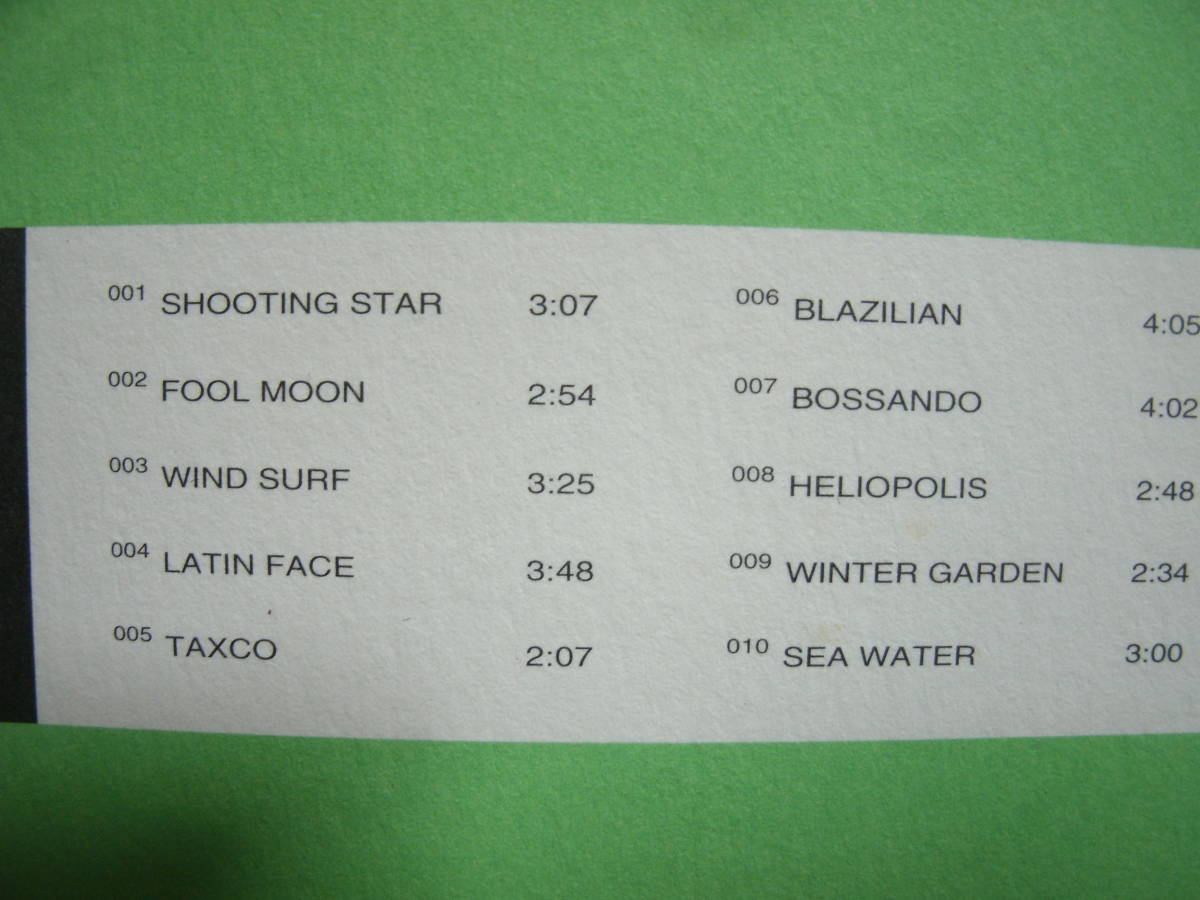 001 SHOOTING STAR 3:07
002 FOOL MOON 2:54
003 WIND SURF 3:25
004 LATIN FACE 3:48
005 TAXCO 2:07
006 BLAZILIAN 4:05
007 BOSSANDO 4:02
008 HELIOPOLIS 2:48
009 WINTER GARDEN 2:34
010 SEA WATER 3:00